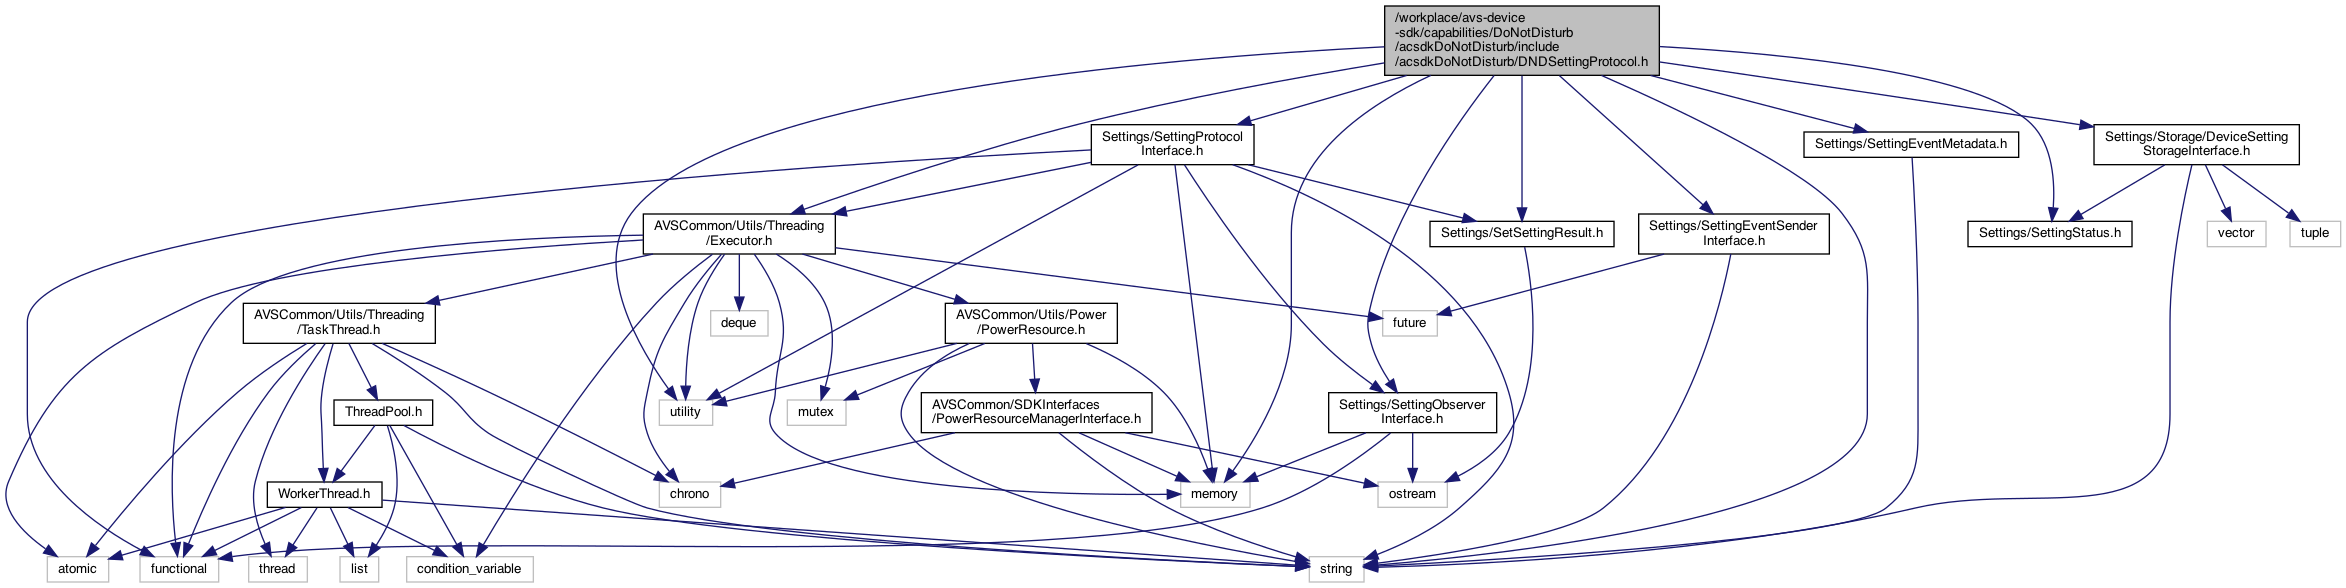 /workplace/avs-device
-sdk/capabilities/DoNotDisturb
/acsdkDoNotDisturb/include
/acsdkDoNotDisturb/DNDSettingProtocol.h
Settings/SettingProtocol
Interface.h
Settings/SettingEventMetadata.h
Settings/Storage/DeviceSetting
StorageInterface.h
AVSCommon/Utils/Threading
/Executor.h
Settings/SetSettingResult.h
Settings/SettingEventSender
Interface.h
Settings/SettingStatus.h
vector
tuple
AVSCommon/Utils/Threading
/TaskThread.h
deque
AVSCommon/Utils/Power
/PowerResource.h
future
ThreadPool.h
utility
mutex
AVSCommon/SDKInterfaces
/PowerResourceManagerInterface.h
Settings/SettingObserver
Interface.h
WorkerThread.h
chrono
memory
ostream
atomic
functional
thread
list
condition_variable
string